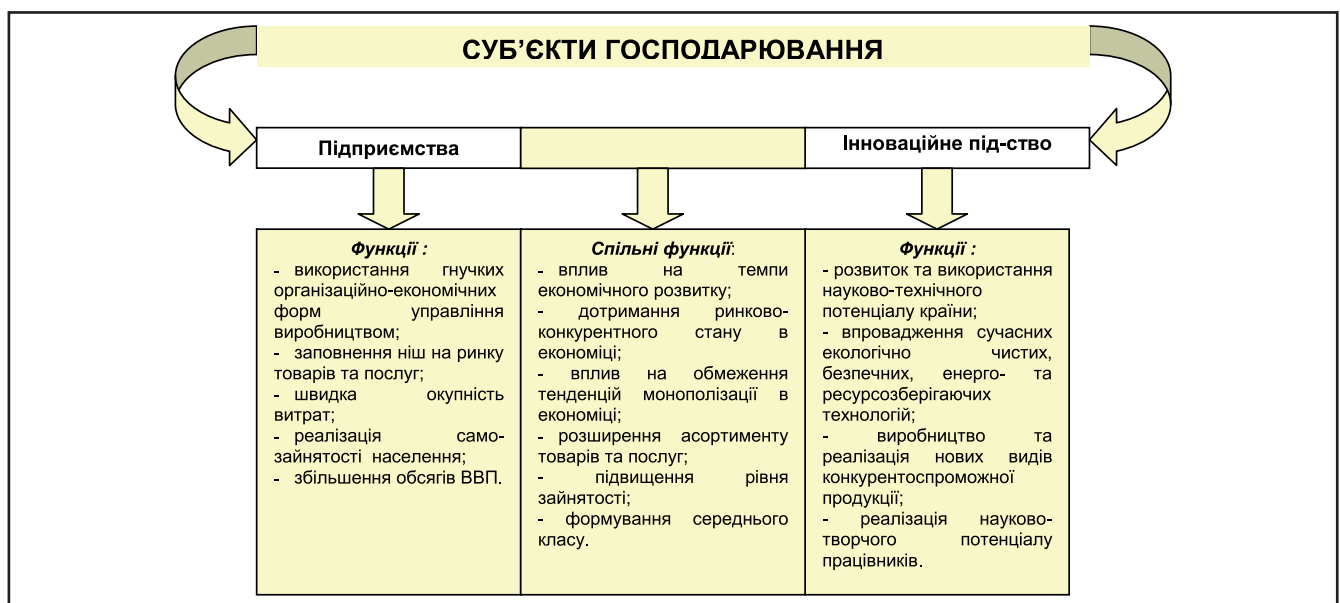 СУБ’ЄКТИ ГОСПОДАРЮВАННЯ
Підприємства
Інноваційне під-ство
Функції :
- використання гнучких
організаційно-економічних
форм управління
виробництвом;
- заповнення ніш на ринку
товарів та послуг;
- швидка окупність
витрат;
- реалізація само-
зайнятості населення;
- збільшення обсягів ВВП.
Спільні функції:
- вплив на темпи
економічного розвитку;
- дотримання ринково-
конкурентного стану в
економіці;
- вплив на обмеження
тенденцій монополізації в
економіці;
- розширення асортименту
товарів та послуг;
- підвищення рівня
зайнятості;
- формування середнього
класу.
Функції :
- розвиток та використання
науково-технічного
потенціалу країни;
- впровадження сучасних
екологічно чистих,
безпечних, енерго- та
ресурсозберігаючих
технологій;
- виробництво та
реалізація нових видів
конкурентоспроможної
продукції;
- реалізація науково-
творчого потенціалу
працівників.